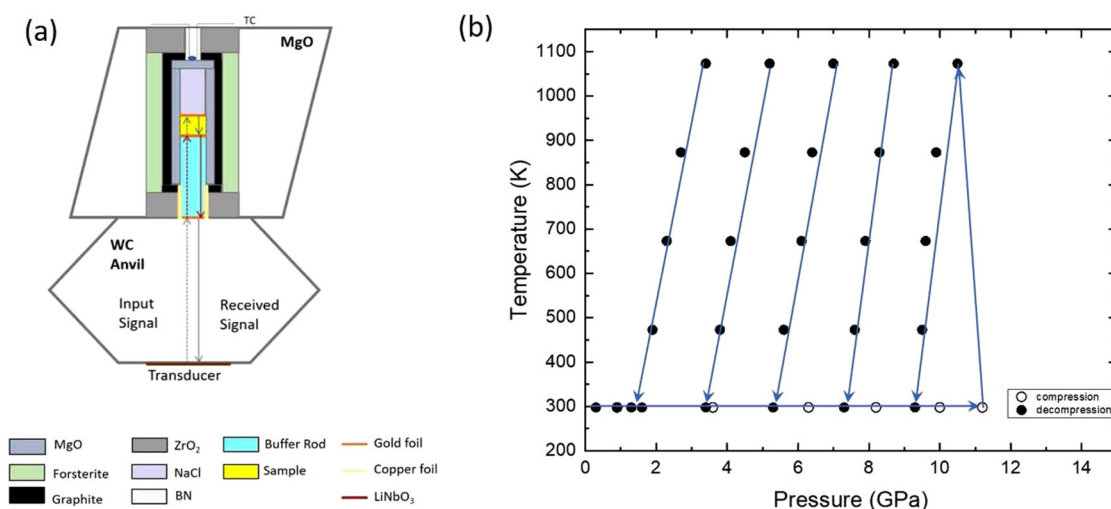 (a)
TC
MgO
WC
Anvil
Input
Signal
Received
Signal
Transducer
MgO
ZrO₂
Buffer Rod
Gold foil
Forsterite
NaCl
Sample
Copper foil
Graphite
BN
LiNbO₃
(b)
Temperature (K)
1100
1000
900
800
700
600
500
400
300
200
compression
decompression
0 2 4 6 8 10 12 14
Pressure (GPa)